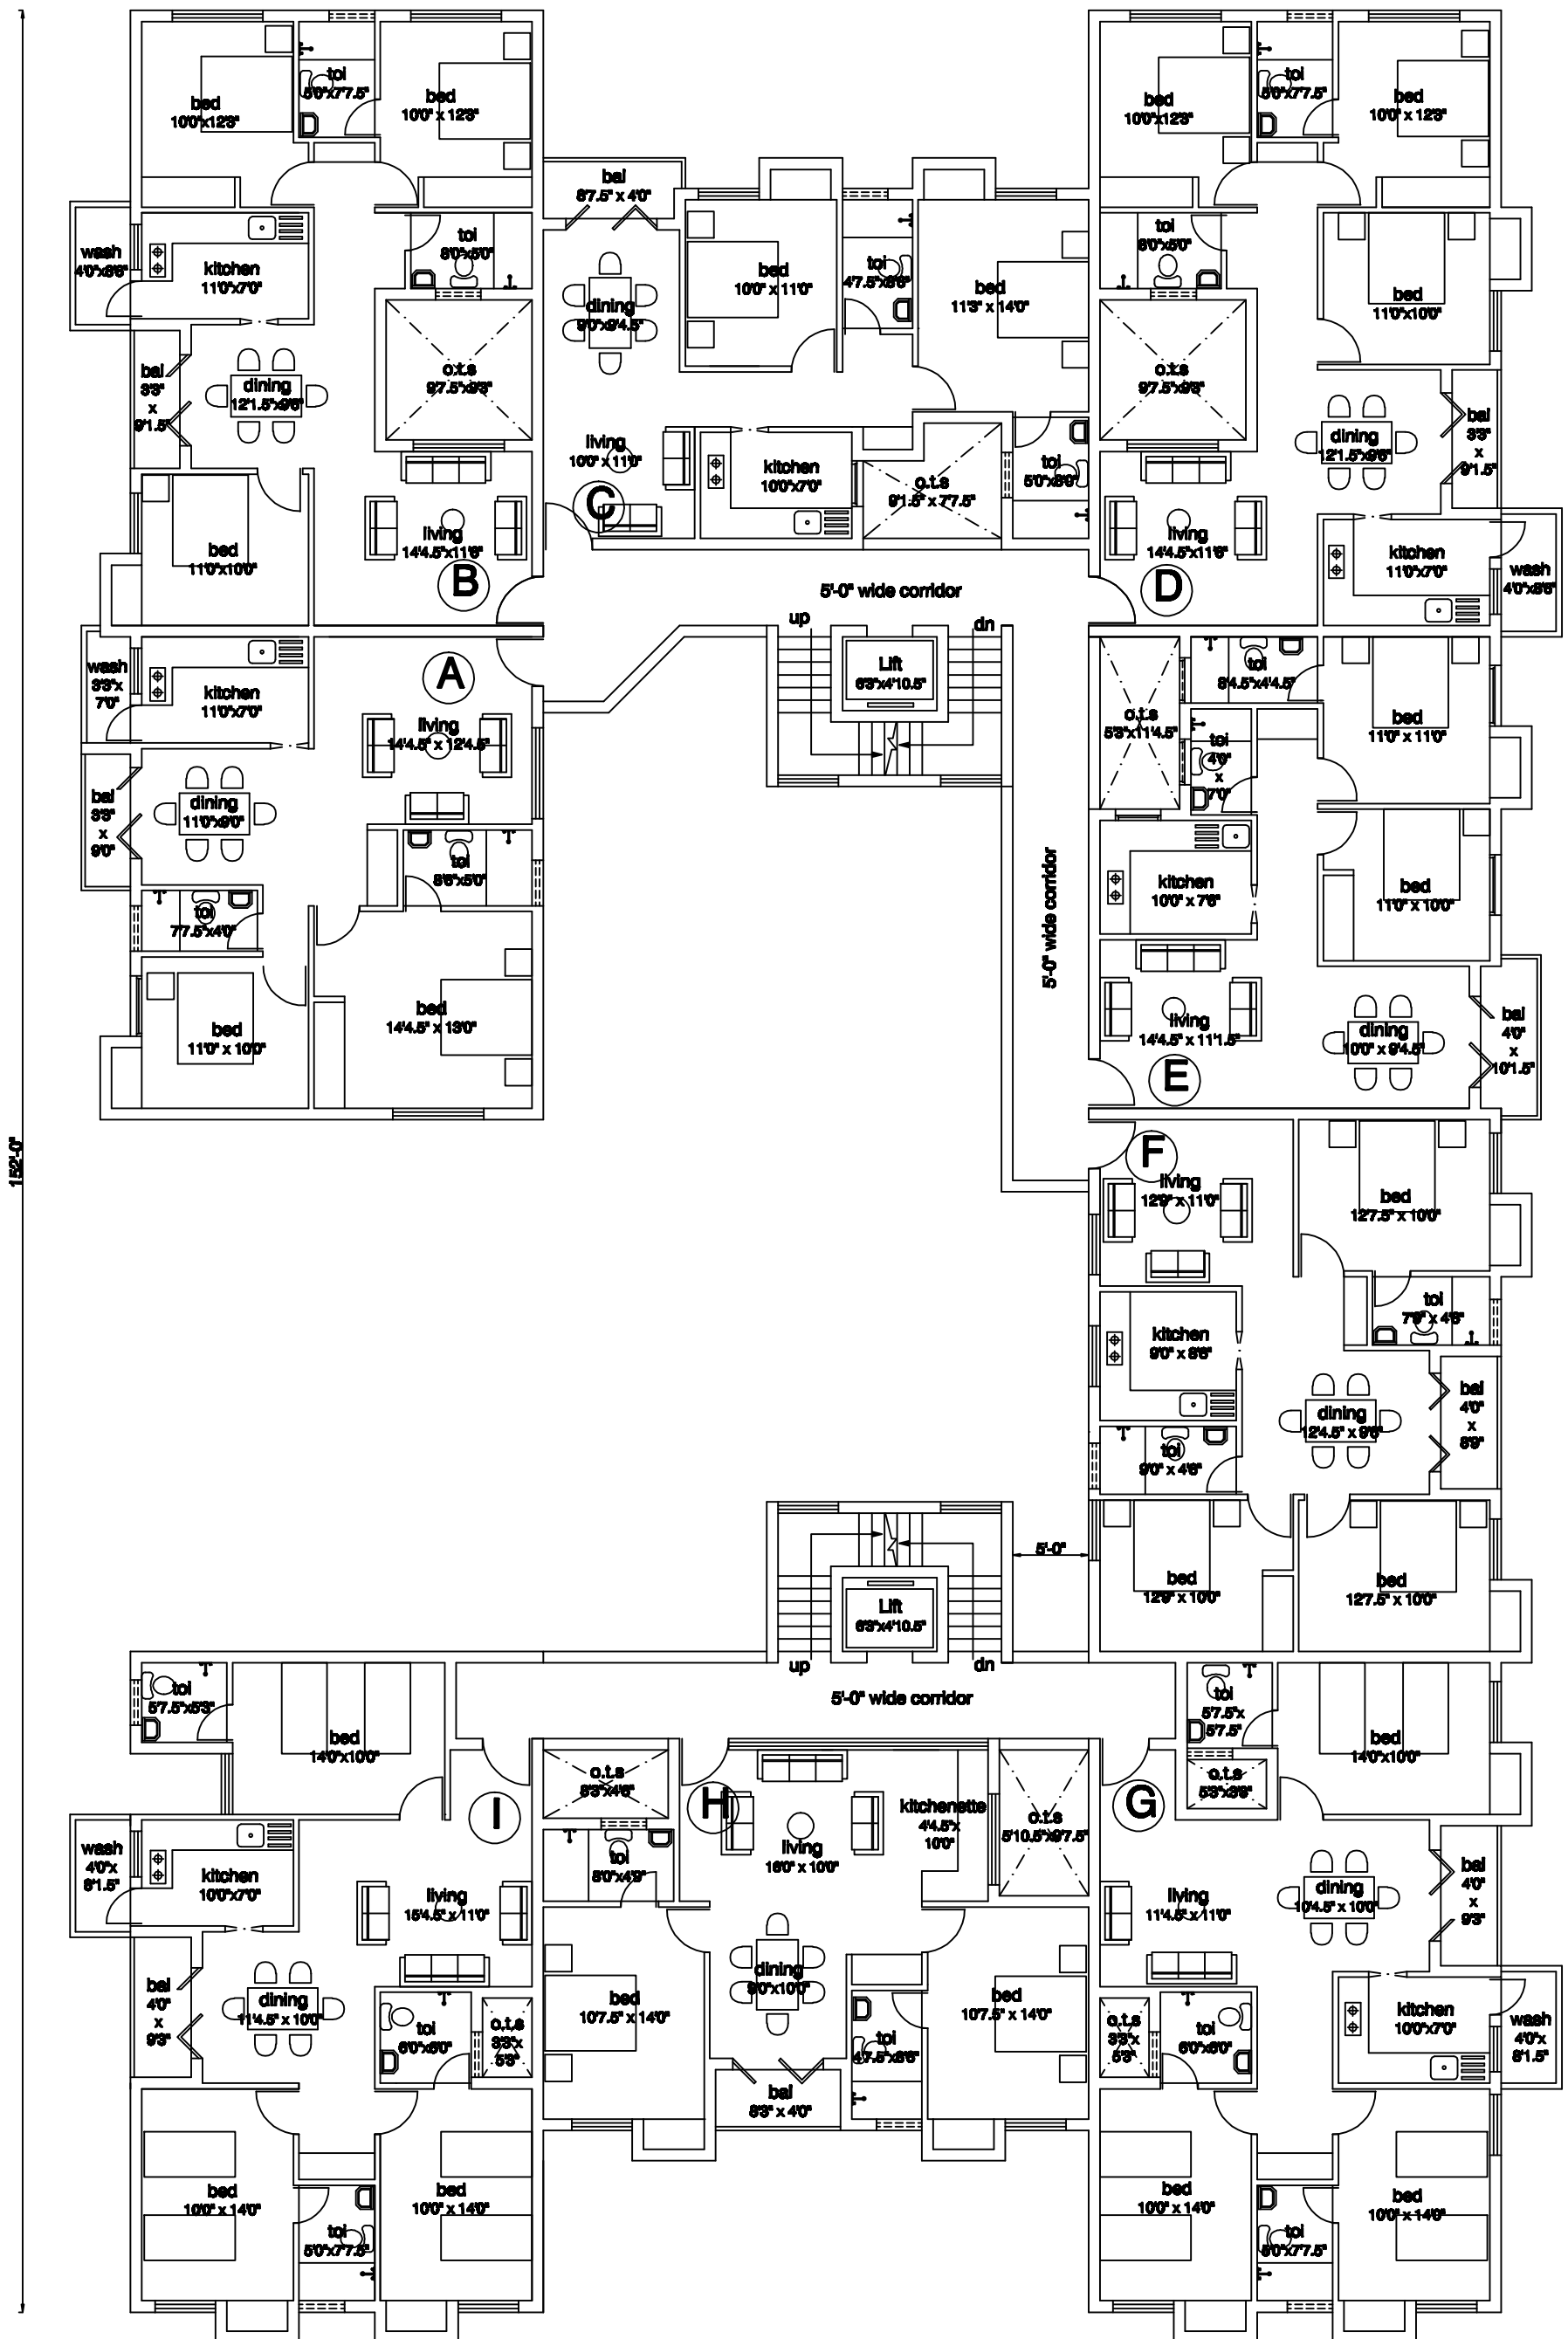 toi
5'0"x7'7.5"
bed
10'0"x12'3"
bed
10'0" x 12'3"
toi
5'0"x7'7.5"
bed
10'0"x12'3"
bed
10'0" x 12'3"
bal
8'7.5" x 4'0"
wash
4'0"x8'6"
kitchen
11'0"x7'0"
toi
8'0"x5'0"
dining
9'0"x9'4.5"
bed
10'0" x 11'0"
toi
4'7.5"x8'6"
bed
11'3" x 14'0"
toi
8'0"x5'0"
bed
11'0"x10'0"
bal
3'3"
x
9'1.5"
dining
12'1.5"x9'6"
o.t.s
9'7.5"x9'3"
o.t.s
9'7.5"x9'3"
living
10'0" x 11'0"
C
kitchen
10'0"x7'0"
o.t.s
9'1.5" x 7'7.5"
toi
5'0"x8'9"
dining
12'1.5"x9'6"
bal
3'3"
x
9'1.5"
bed
11'0"x10'0"
living
14'4.5"x11'6"
B
living
14'4.5"x11'6"
D
kitchen
11'0"x7'0"
wash
4'0"x8'6"
5'-0" wide corridor
up
dn
Lift
6'3"x4'10.5"
wash
3'3"x
7'0"
kitchen
11'0"x7'0"
A
living
14'4.5" x 12'4.5"
o.t.s
5'3"x11'4.5"
toi
8'4.5"x4'4.5"
toi
4'0"
x
7'0"
bed
11'0" x 11'0"
bal
3'3"
x
9'0"
dining
11'0"x9'0"
toi
8'6"x5'0"
toi
7'7.5"x4'0"
5'-0" wide corridor
kitchen
10'0" x 7'6"
bed
11'0" x 10'0"
bed
11'0" x 10'0"
bed
14'4.5" x 13'0"
living
14'4.5" x 11'1.5"
E
dining
10'0" x 9'4.5"
bal
4'0"
x
10'1.5"
152'-0"
F
living
12'9" x 11'0"
bed
12'7.5" x 10'0"
toi
7'9" x 4'6"
kitchen
9'0" x 8'6"
dining
12'4.5" x 9'6"
bal
4'0"
x
8'9"
toi
9'0" x 4'6"
5'-0"
bed
12'9" x 10'0"
bed
12'7.5" x 10'0"
Lift
6'3"x4'10.5"
up
dn
5'-0" wide corridor
toi
5'7.5"x5'3"
bed
14'0"x10'0"
toi
5'7.5"x
5'7.5"
bed
14'0"x10'0"
I
o.t.s
8'3"x4'6"
H
kitchenette
4'4.5"x
10'0"
o.t.s
5'10.5"x9'7.5"
G
o.t.s
5'3"x3'9"
wash
4'0"x
8'1.5"
kitchen
10'0"x7'0"
living
15'4.5" x 11'0"
toi
8'0"x4'9"
living
16'0" x 10'0"
living
11'4.5" x 11'0"
dining
10'4.5" x 10'0"
bal
4'0"
x
9'3"
bal
4'0"
x
9'3"
dining
11'4.5" x 10'0"
toi
6'0"x6'0"
o.t.s
3'3"x
5'3"
bed
10'7.5" x 14'0"
dining
9'0"x10'0"
toi
4'7.5"x8'6"
bed
10'7.5" x 14'0"
o.t.s
3'3"x
5'3"
toi
6'0"x6'0"
kitchen
10'0"x7'0"
wash
4'0"x
8'1.5"
bal
8'3" x 4'0"
bed
10'0" x 14'0"
toi
5'0"x7'7.5"
bed
10'0" x 14'0"
bed
10'0" x 14'0"
toi
5'0"x7'7.5"
bed
10'0" x 14'0"